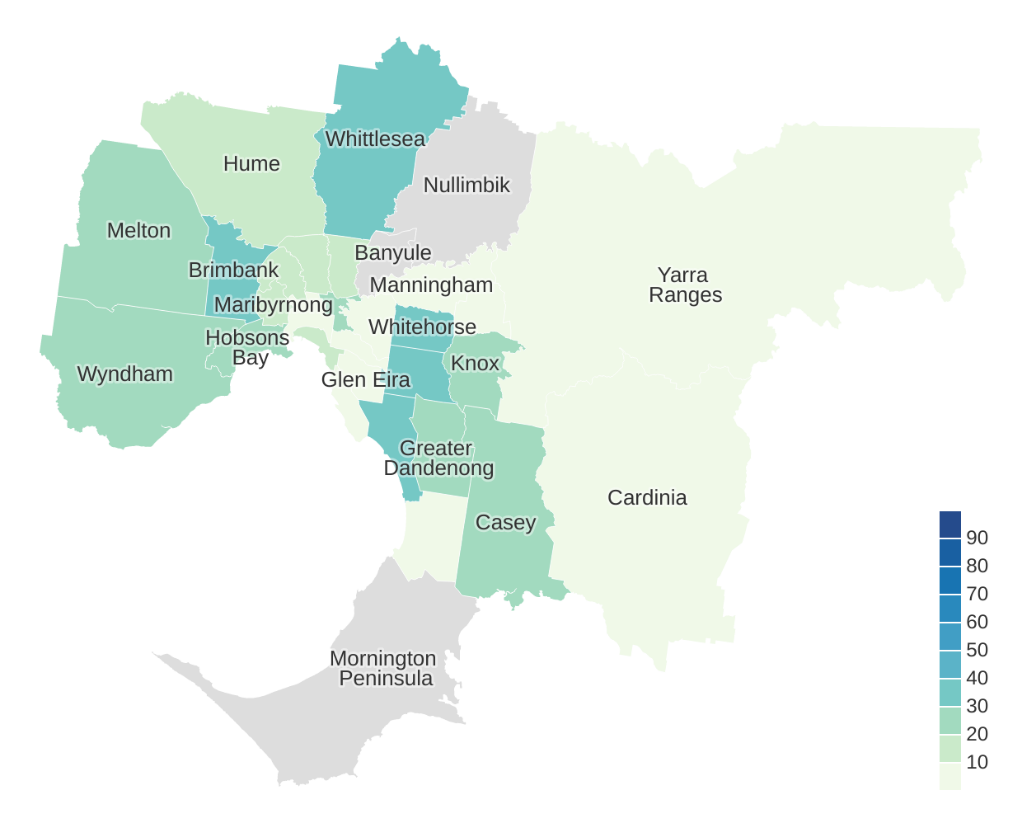 Whittlesea
Hume
Nullimbik
Melton
Banyule
Brimbank
Manningham
Yarra
Ranges
Maribyrnong
Whitehorse
Hobsons
Bay
Knox
Wyndham
Glen Eira
Greater
Dandenong
Cardinia
Casey
90
80
70
60
50
40
30
20
10
Mornington
Peninsula